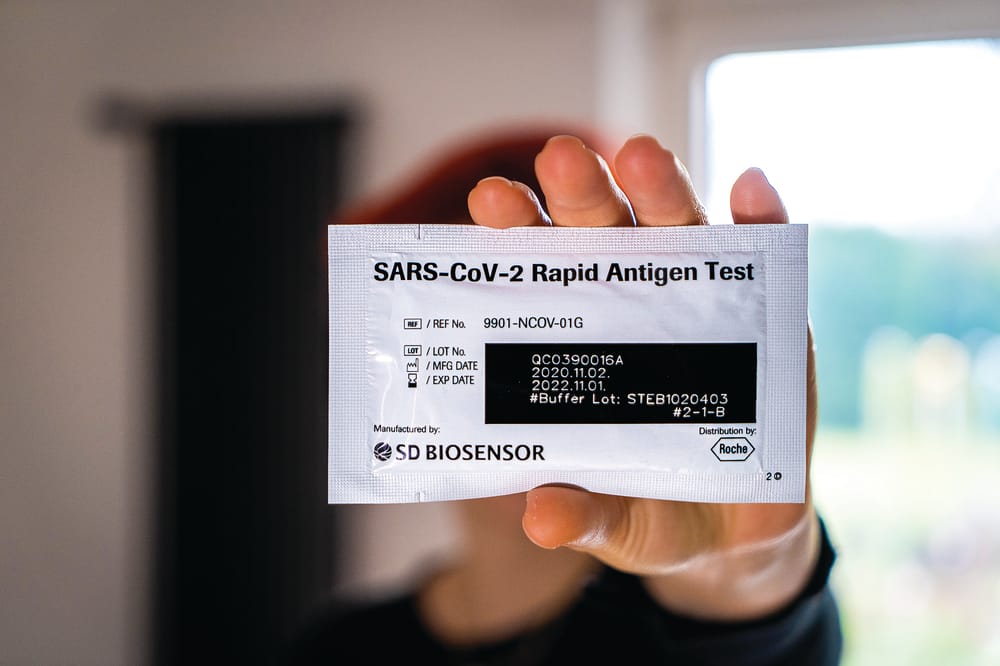 SARS-CoV-2 Rapid Antigen Test
REF / REF No. 9901-NCOV-01G
LOT / LOT No. QC0390016A
/ MFG DATE 2020.11.02.
/ EXP DATE 2022.11.01.
#Buffer Lot: STEB1020403
#2-1-B
Manufactured by:
SD BIOSENSOR
Distribution by:
Roche
2